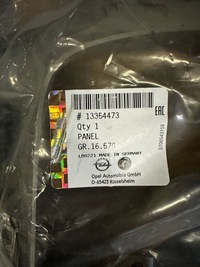 # 13354473
Qty 1
PANEL
GR.16.570
LB0221 MADE IN GERMANY
Opel Automobile GmbH
D-65423 Rüsselsheim
EAC